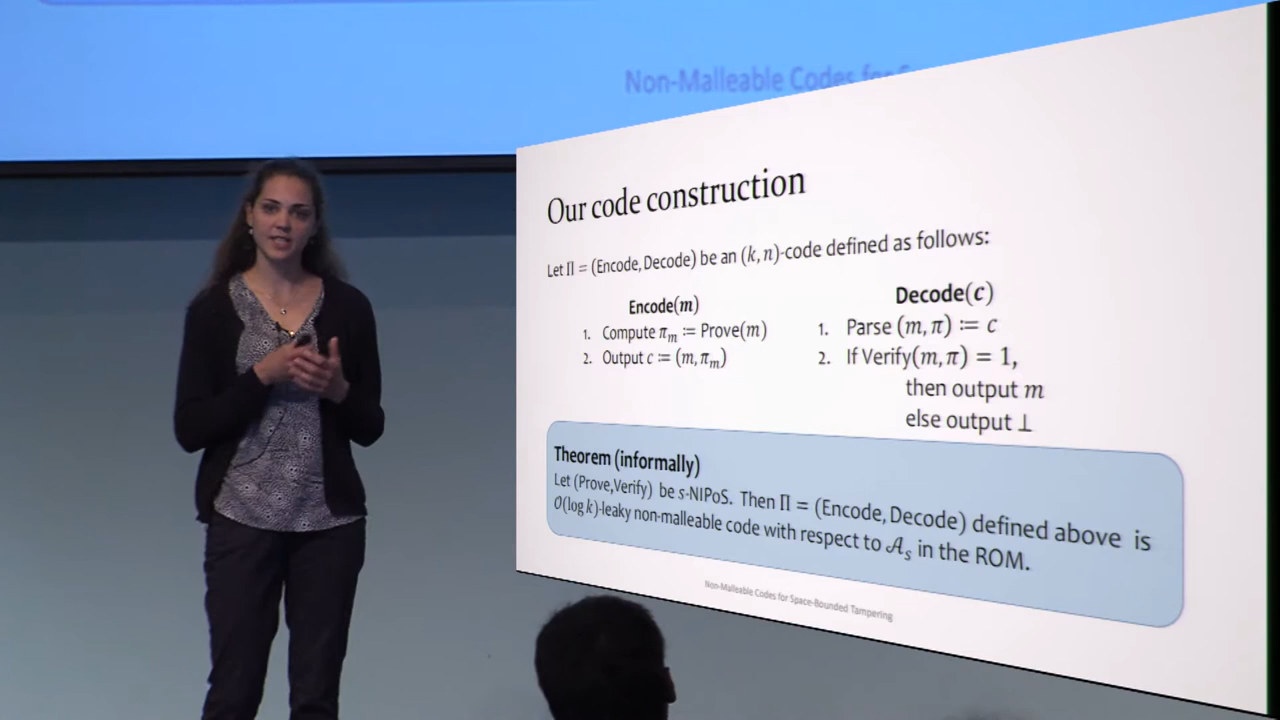 Non-Malleable Codes for
Our code construction
Let Π = (Encode, Decode) be an (k, n)-code defined as follows:
Encode(m)
1. Compute πₘ ≔ Prove(m)
2. Output c ≔ (m, πₘ)
Decode(c)
1. Parse (m, π) ≔ c
2. If Verify(m, π) = 1,
then output m
else output ⊥
Theorem (informally)
Let (Prove,Verify) be s-NIPoS. Then Π = (Encode, Decode) defined above is
O(log k)-leaky non-malleable code with respect to 𝒜ₛ in the ROM.
Non-Malleable Codes for Space-Bounded Tampering